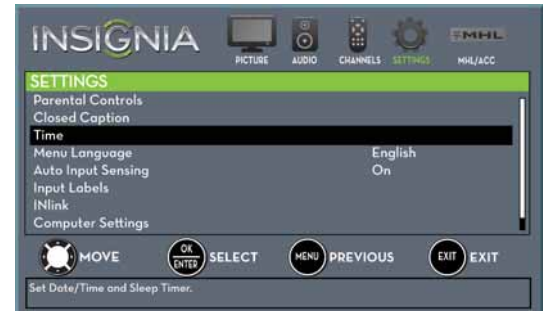 INSIGNIA
MHL
PICTURE AUDIO CHANNELS SETTINGS MHL/ACC
SETTINGS
Parental Controls
Closed Caption
Time
Menu Language English
Auto Input Sensing On
Input Labels
INlink
Computer Settings
MOVE OK ENTER SELECT MENU PREVIOUS EXIT EXIT
Set Date/Time and Sleep Timer.